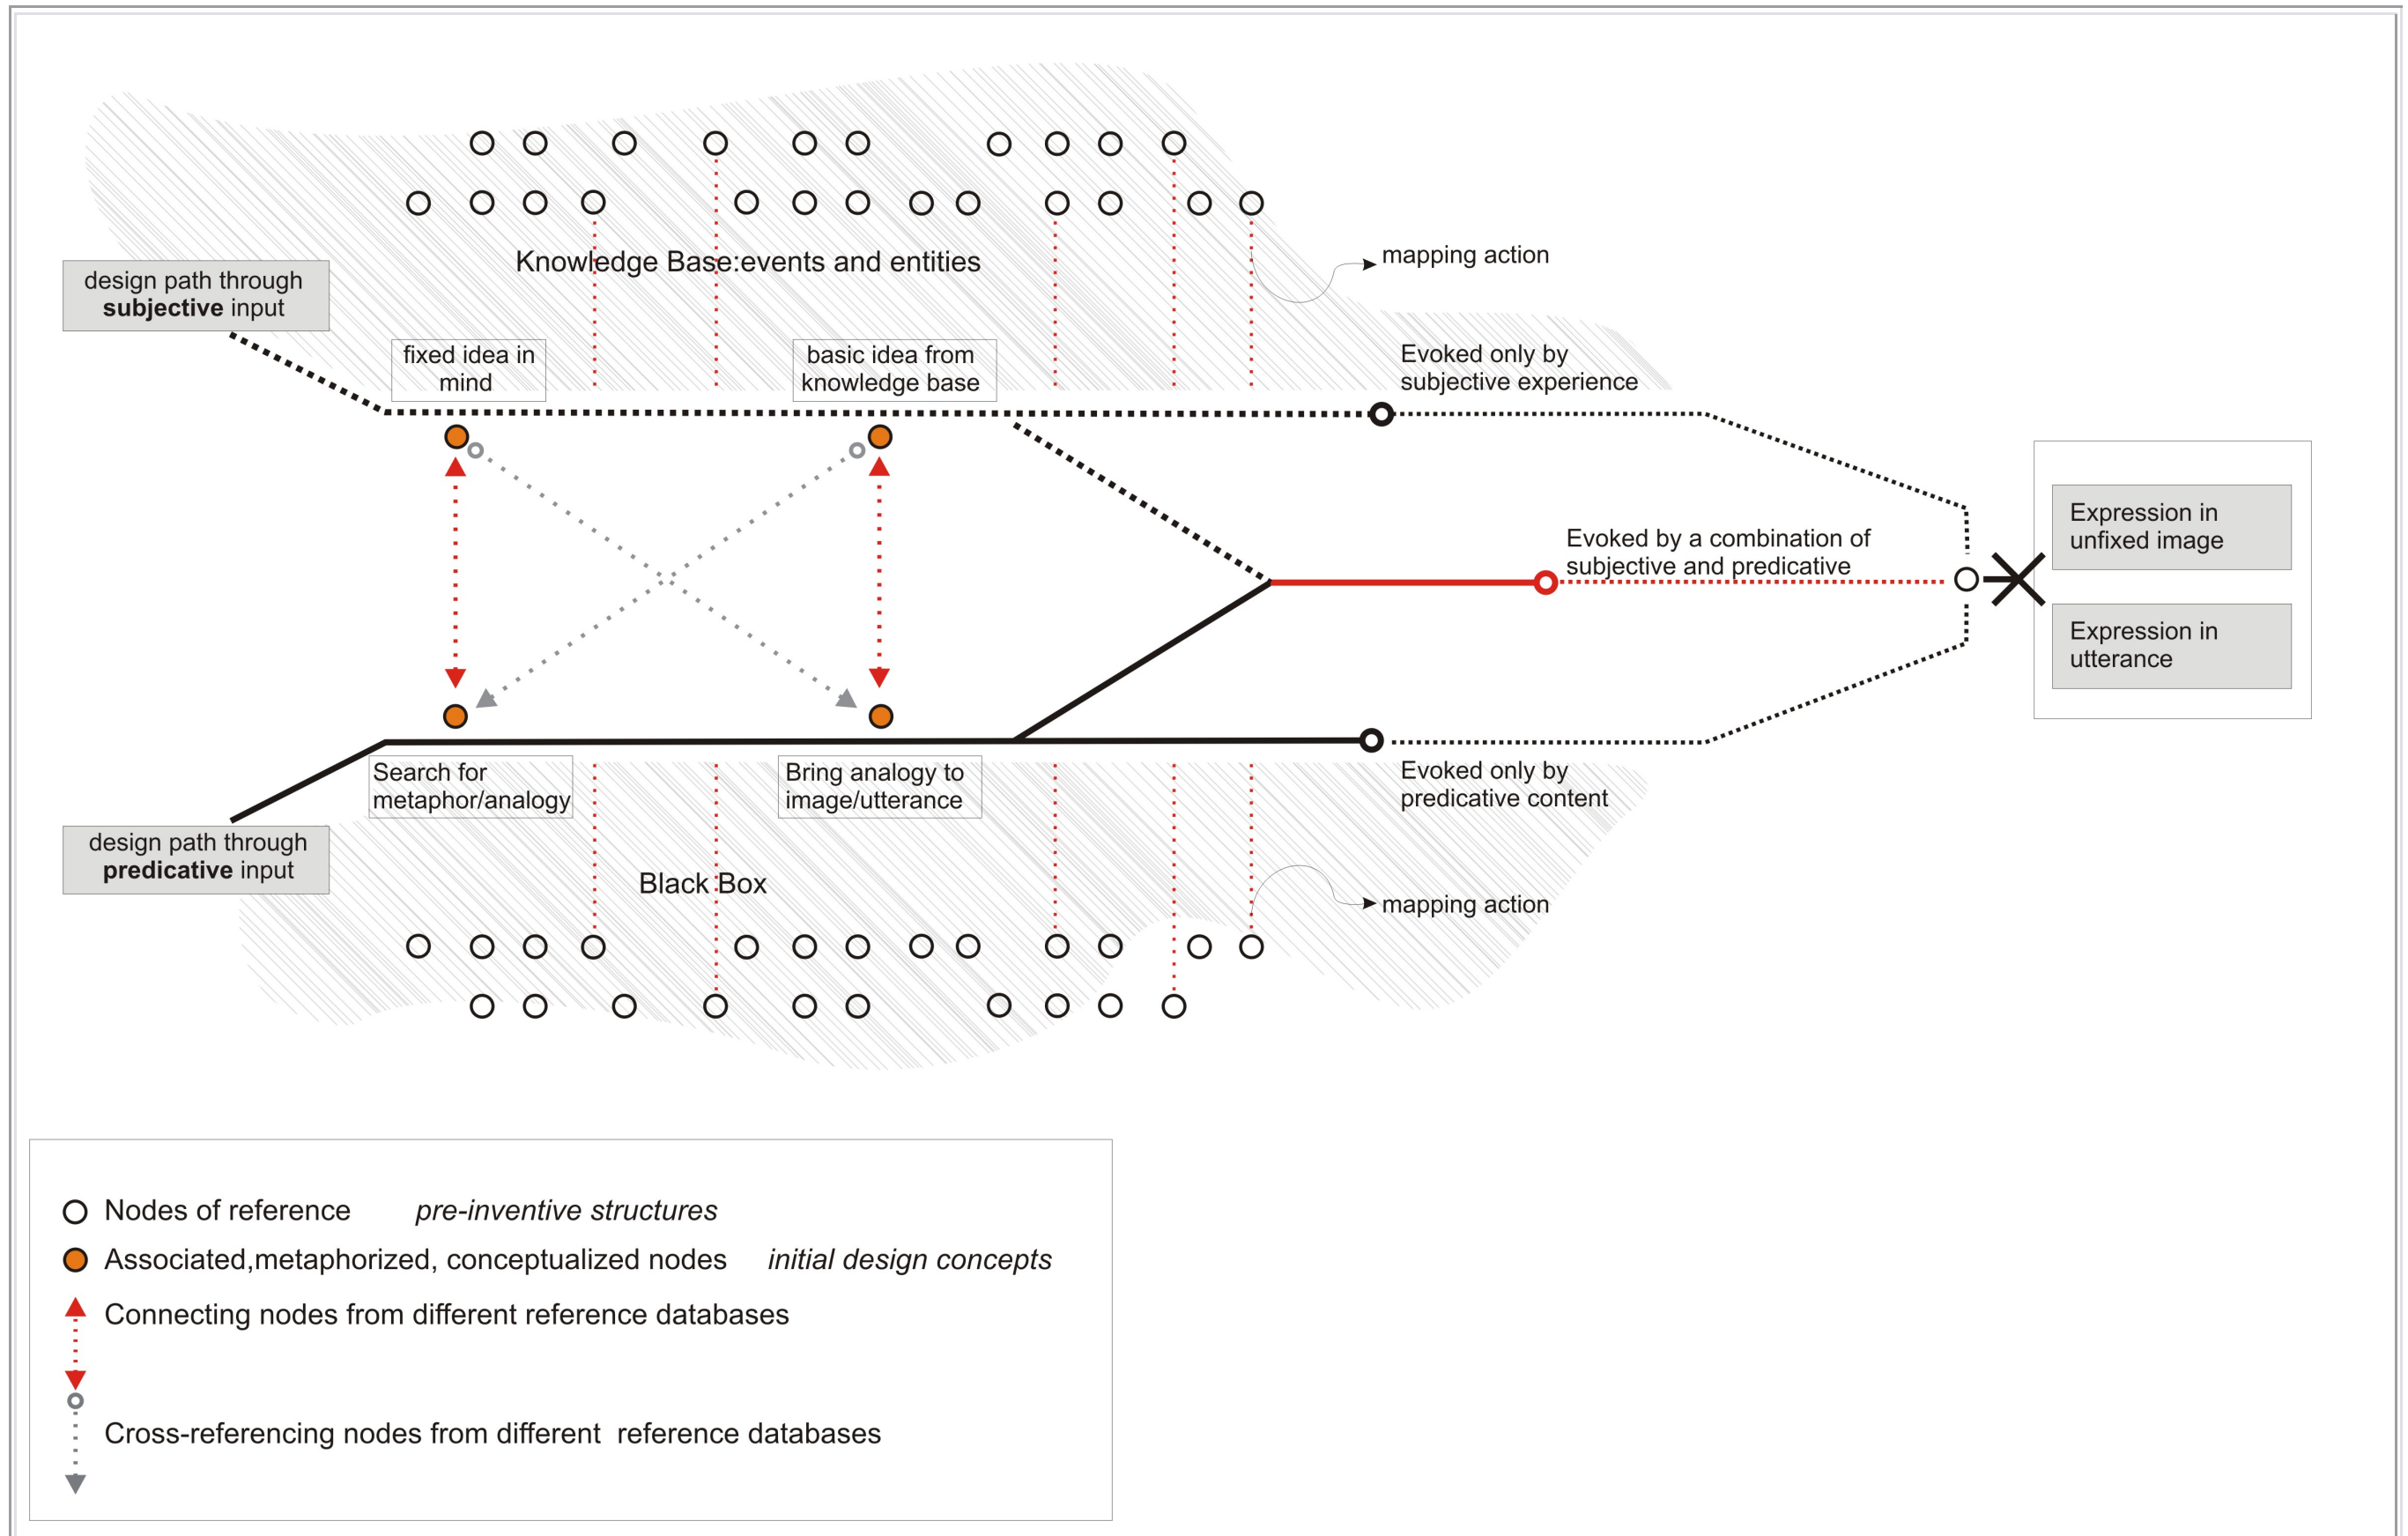 Knowledge Base:events and entities
mapping action
design path through
subjective input
fixed idea in
mind
basic idea from
knowledge base
Evoked only by
subjective experience
Expression in
unfixed image
Evoked by a combination of
subjective and predicative
Expression in
utterance
Search for
metaphor/analogy
Bring analogy to
image/utterance
Evoked only by
predicative content
design path through
predicative input
Black Box
mapping action
Nodes of reference pre-inventive structures
Associated,metaphorized, conceptualized nodes initial design concepts
Connecting nodes from different reference databases
Cross-referencing nodes from different reference databases